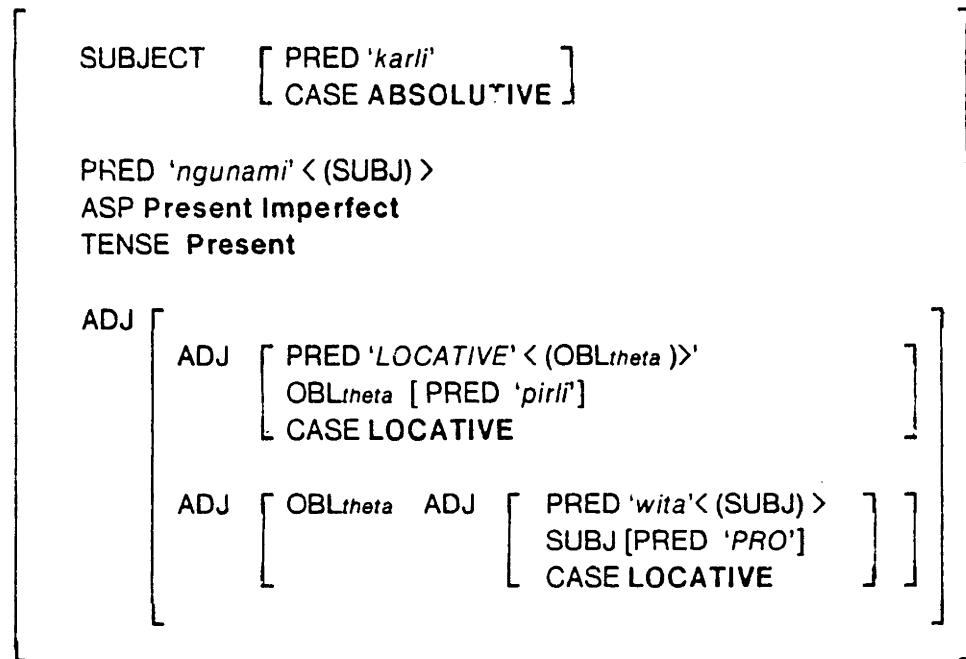 SUBJECT [ PRED 'karli' ]
[ CASE ABSOLUTIVE ]
PRED 'ngunami' < (SUBJ) >
ASP Present Imperfect
TENSE Present
ADJ [
ADJ [ PRED 'LOCATIVE' < (OBLtheta )>' ]
OBLtheta [ PRED 'pirli']
CASE LOCATIVE
ADJ [ OBLtheta ADJ [ PRED 'wita'< (SUBJ) > ] ]
SUBJ [PRED 'PRO']
CASE LOCATIVE